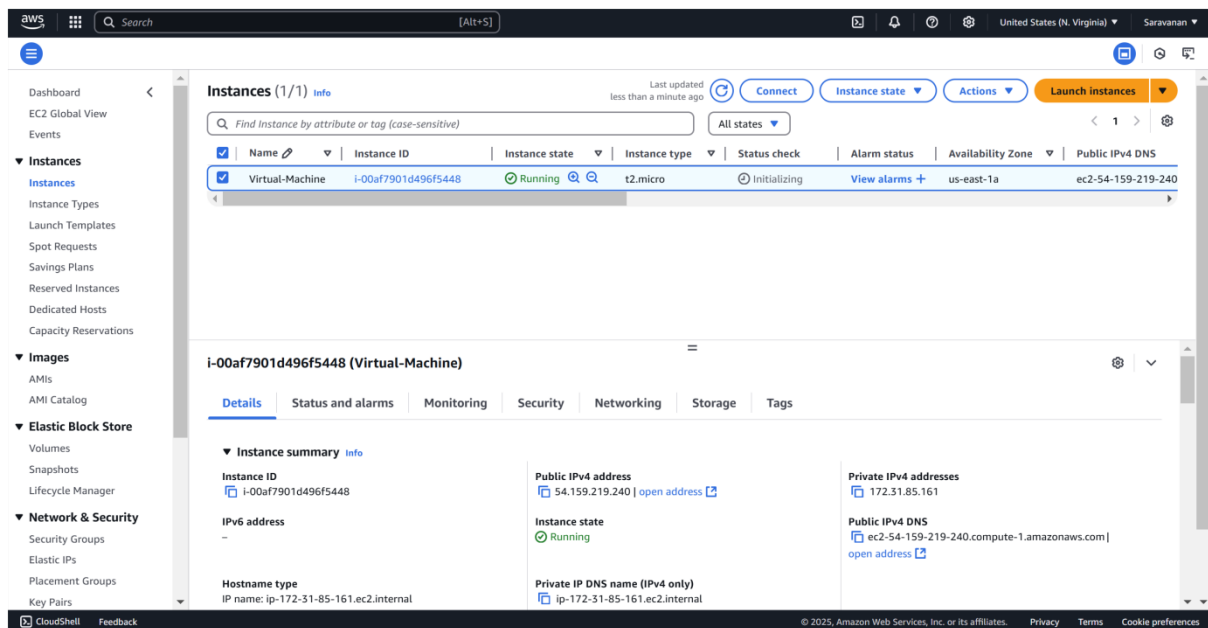 aws
Search
[Alt+S]
United States (N. Virginia)
Saravanan
Dashboard
EC2 Global View
Events
Instances
Instances
Instance Types
Launch Templates
Spot Requests
Savings Plans
Reserved Instances
Dedicated Hosts
Capacity Reservations
Images
AMIs
AMI Catalog
Elastic Block Store
Volumes
Snapshots
Lifecycle Manager
Network & Security
Security Groups
Elastic IPs
Placement Groups
Key Pairs
Instances (1/1) Info
Last updated
less than a minute ago
Connect
Instance state
Actions
Launch instances
Find Instance by attribute or tag (case-sensitive)
All states
1
Name Instance ID Instance state Instance type Status check Alarm status Availability Zone Public IPv4 DNS
Virtual-Machine i-00af7901d496f5448 Running t2.micro Initializing View alarms + us-east-1a ec2-54-159-219-240
i-00af7901d496f5448 (Virtual-Machine)
Details Status and alarms Monitoring Security Networking Storage Tags
Instance summary Info
Instance ID
i-00af7901d496f5448
Public IPv4 address
54.159.219.240 | open address
Private IPv4 addresses
172.31.85.161
IPv6 address
–
Instance state
Running
Public IPv4 DNS
ec2-54-159-219-240.compute-1.amazonaws.com |
open address
Hostname type
IP name: ip-172-31-85-161.ec2.internal
Private IP DNS name (IPv4 only)
ip-172-31-85-161.ec2.internal
CloudShell Feedback
© 2025, Amazon Web Services, Inc. or its affiliates. Privacy Terms Cookie preferences